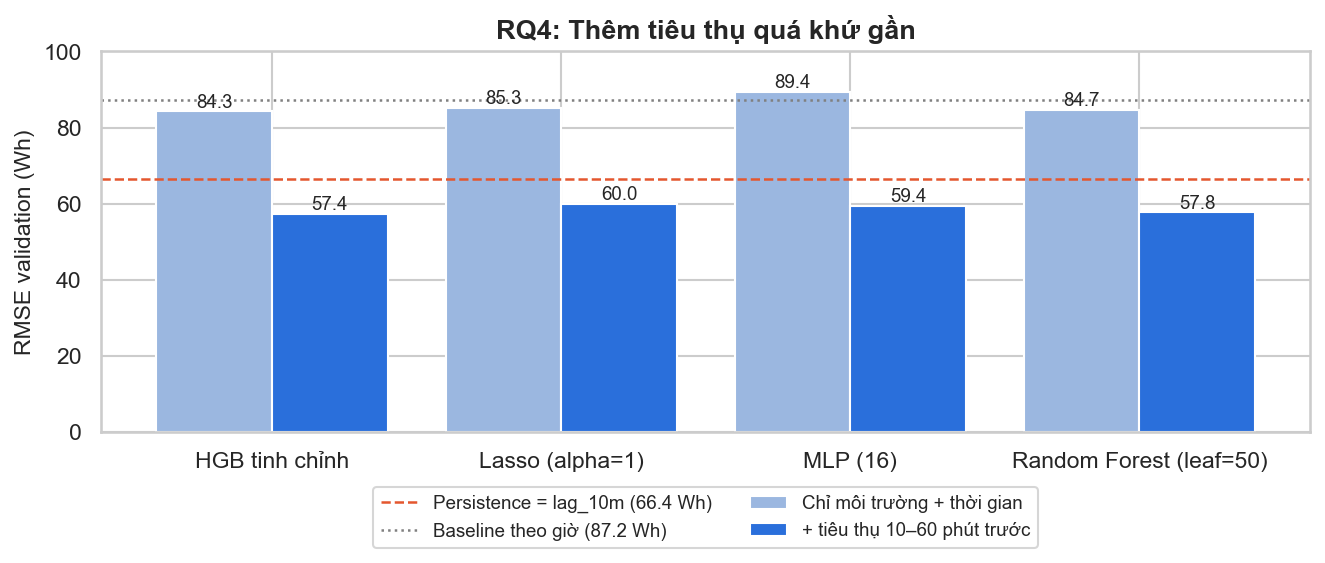 RQ4: Thêm tiêu thụ quá khứ gần
RMSE validation (Wh)
100
80
60
40
20
0
84.3
57.4
85.3
60.0
89.4
59.4
84.7
57.8
HGB tinh chỉnh
Lasso (alpha=1)
MLP (16)
Random Forest (leaf=50)
Persistence = lag_10m (66.4 Wh)
Baseline theo giờ (87.2 Wh)
Chỉ môi trường + thời gian
+ tiêu thụ 10–60 phút trước